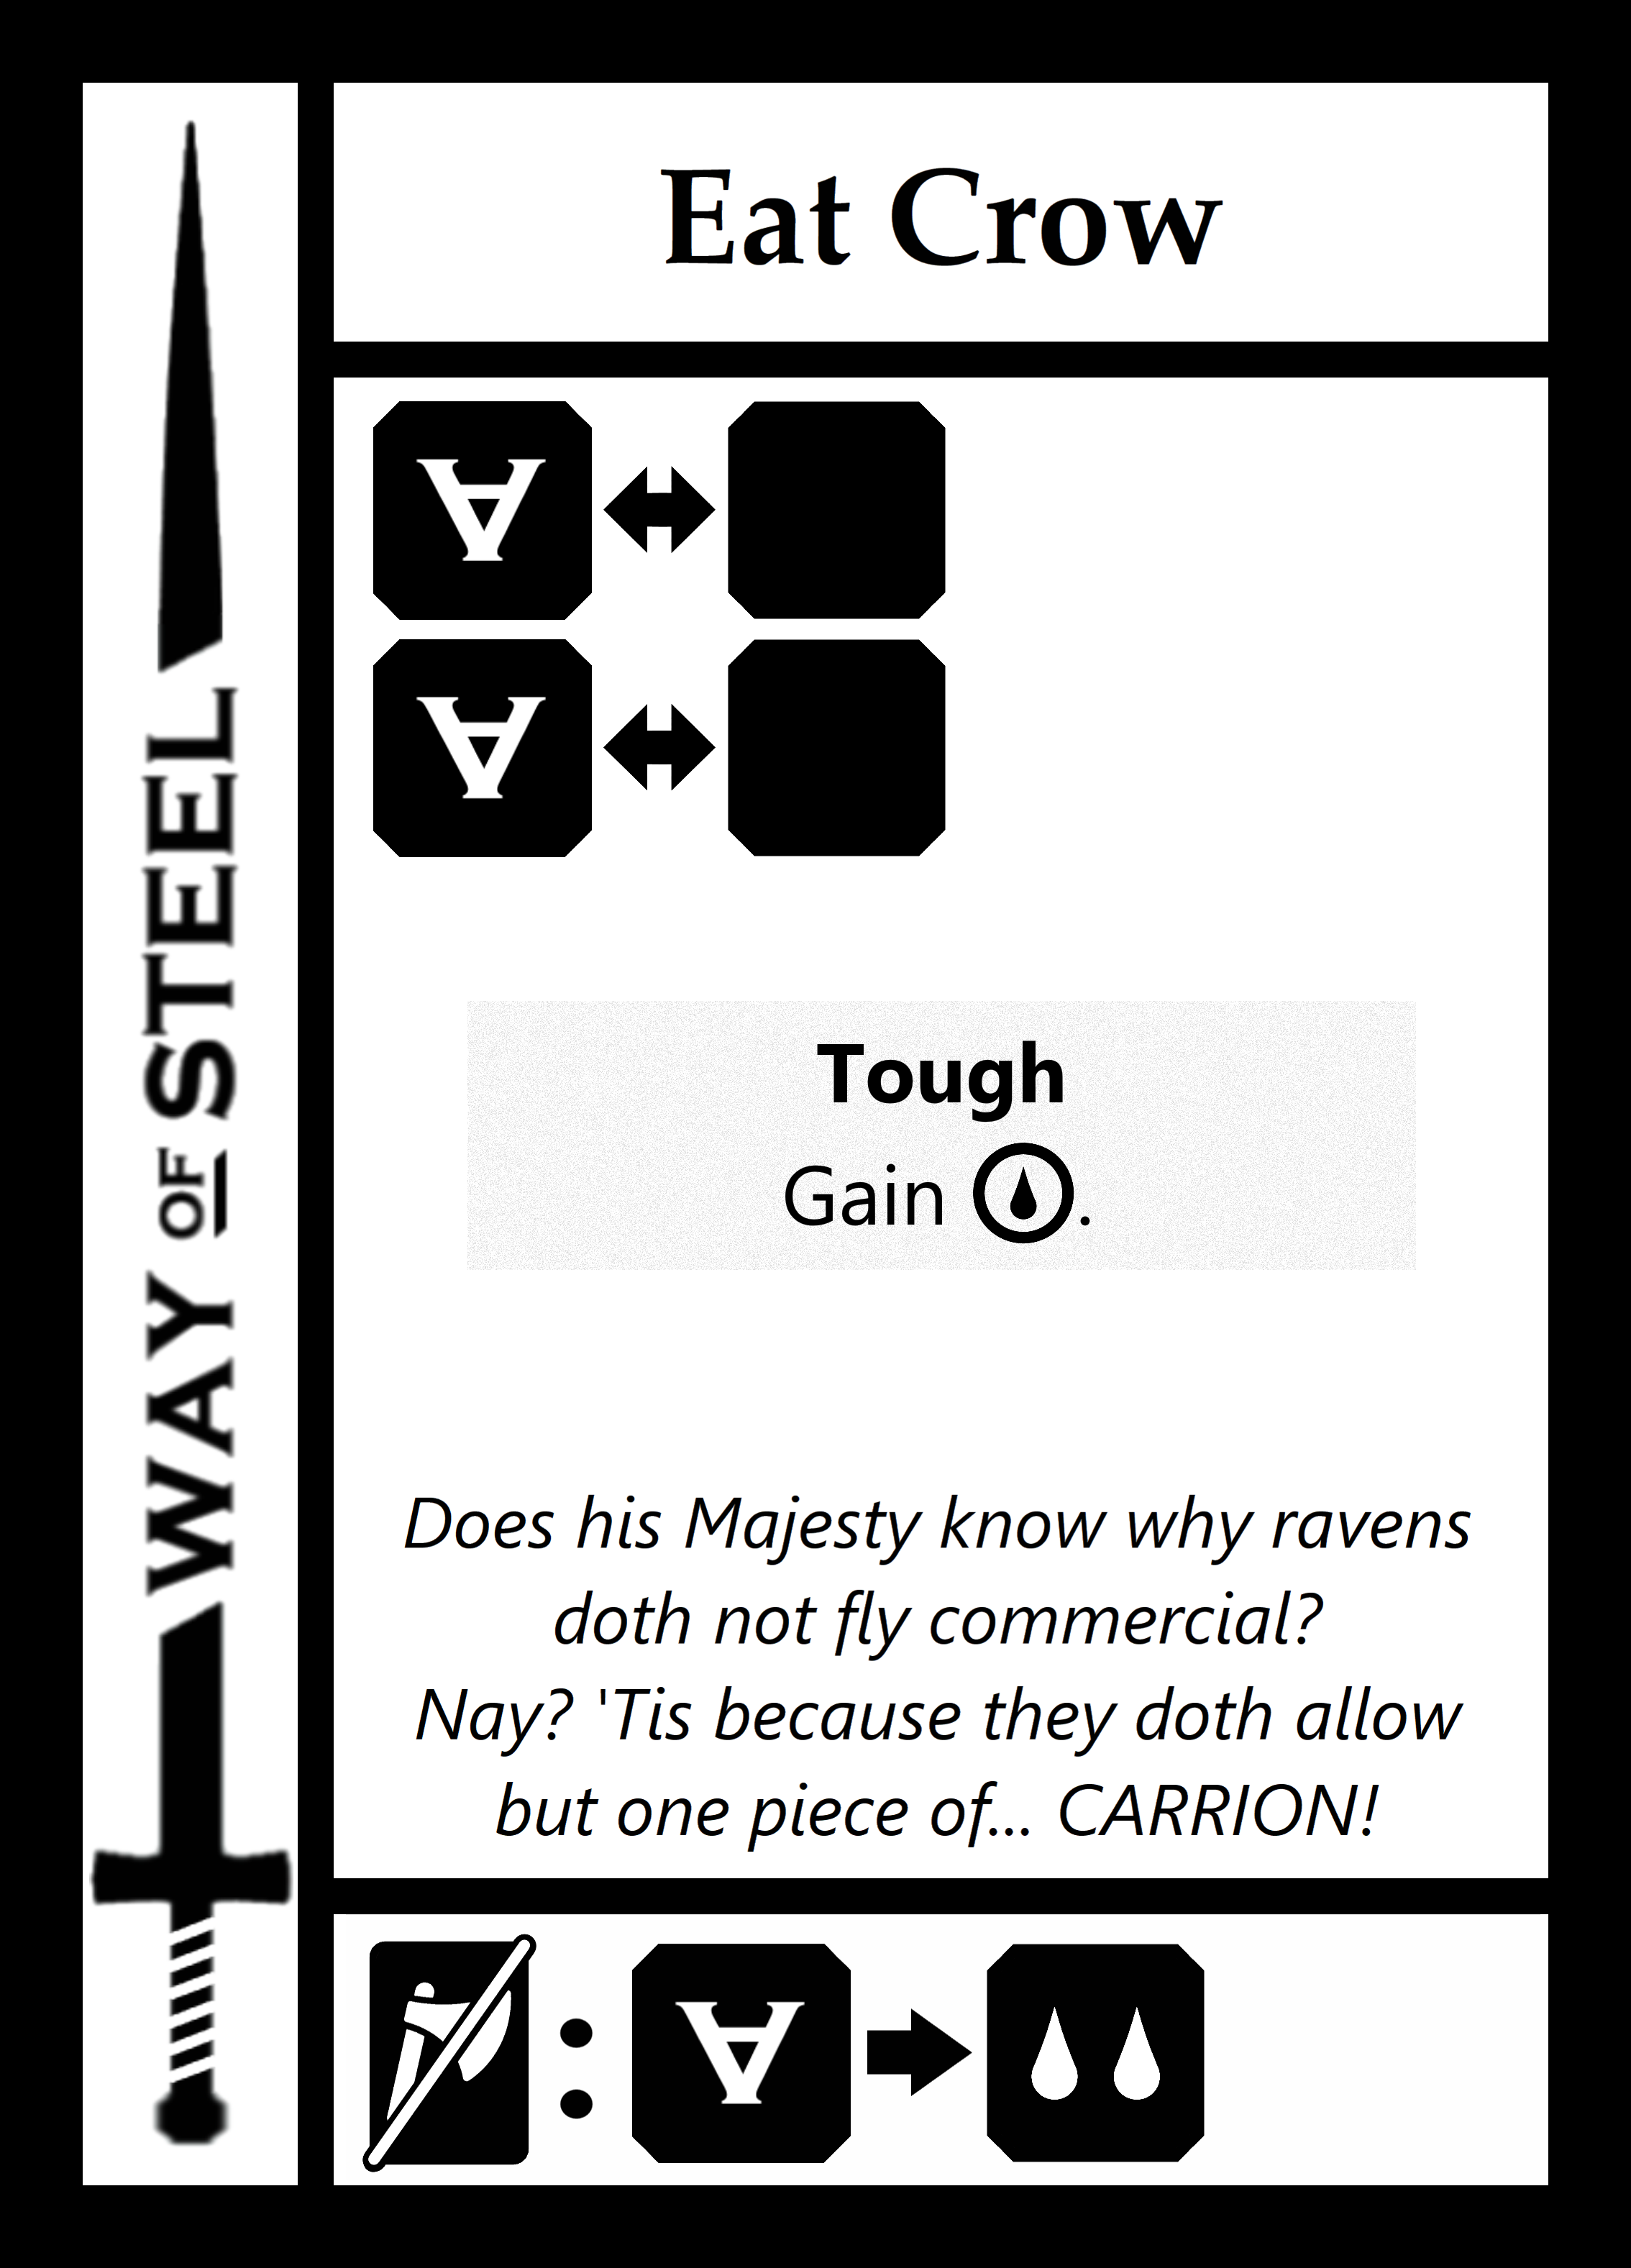 WAY OF STEEL
Eat Crow
∀
∀
Tough
Gain .
Does his Majesty know why ravens
doth not fly commercial?
Nay? 'Tis because they doth allow
but one piece of... CARRION!
: ∀